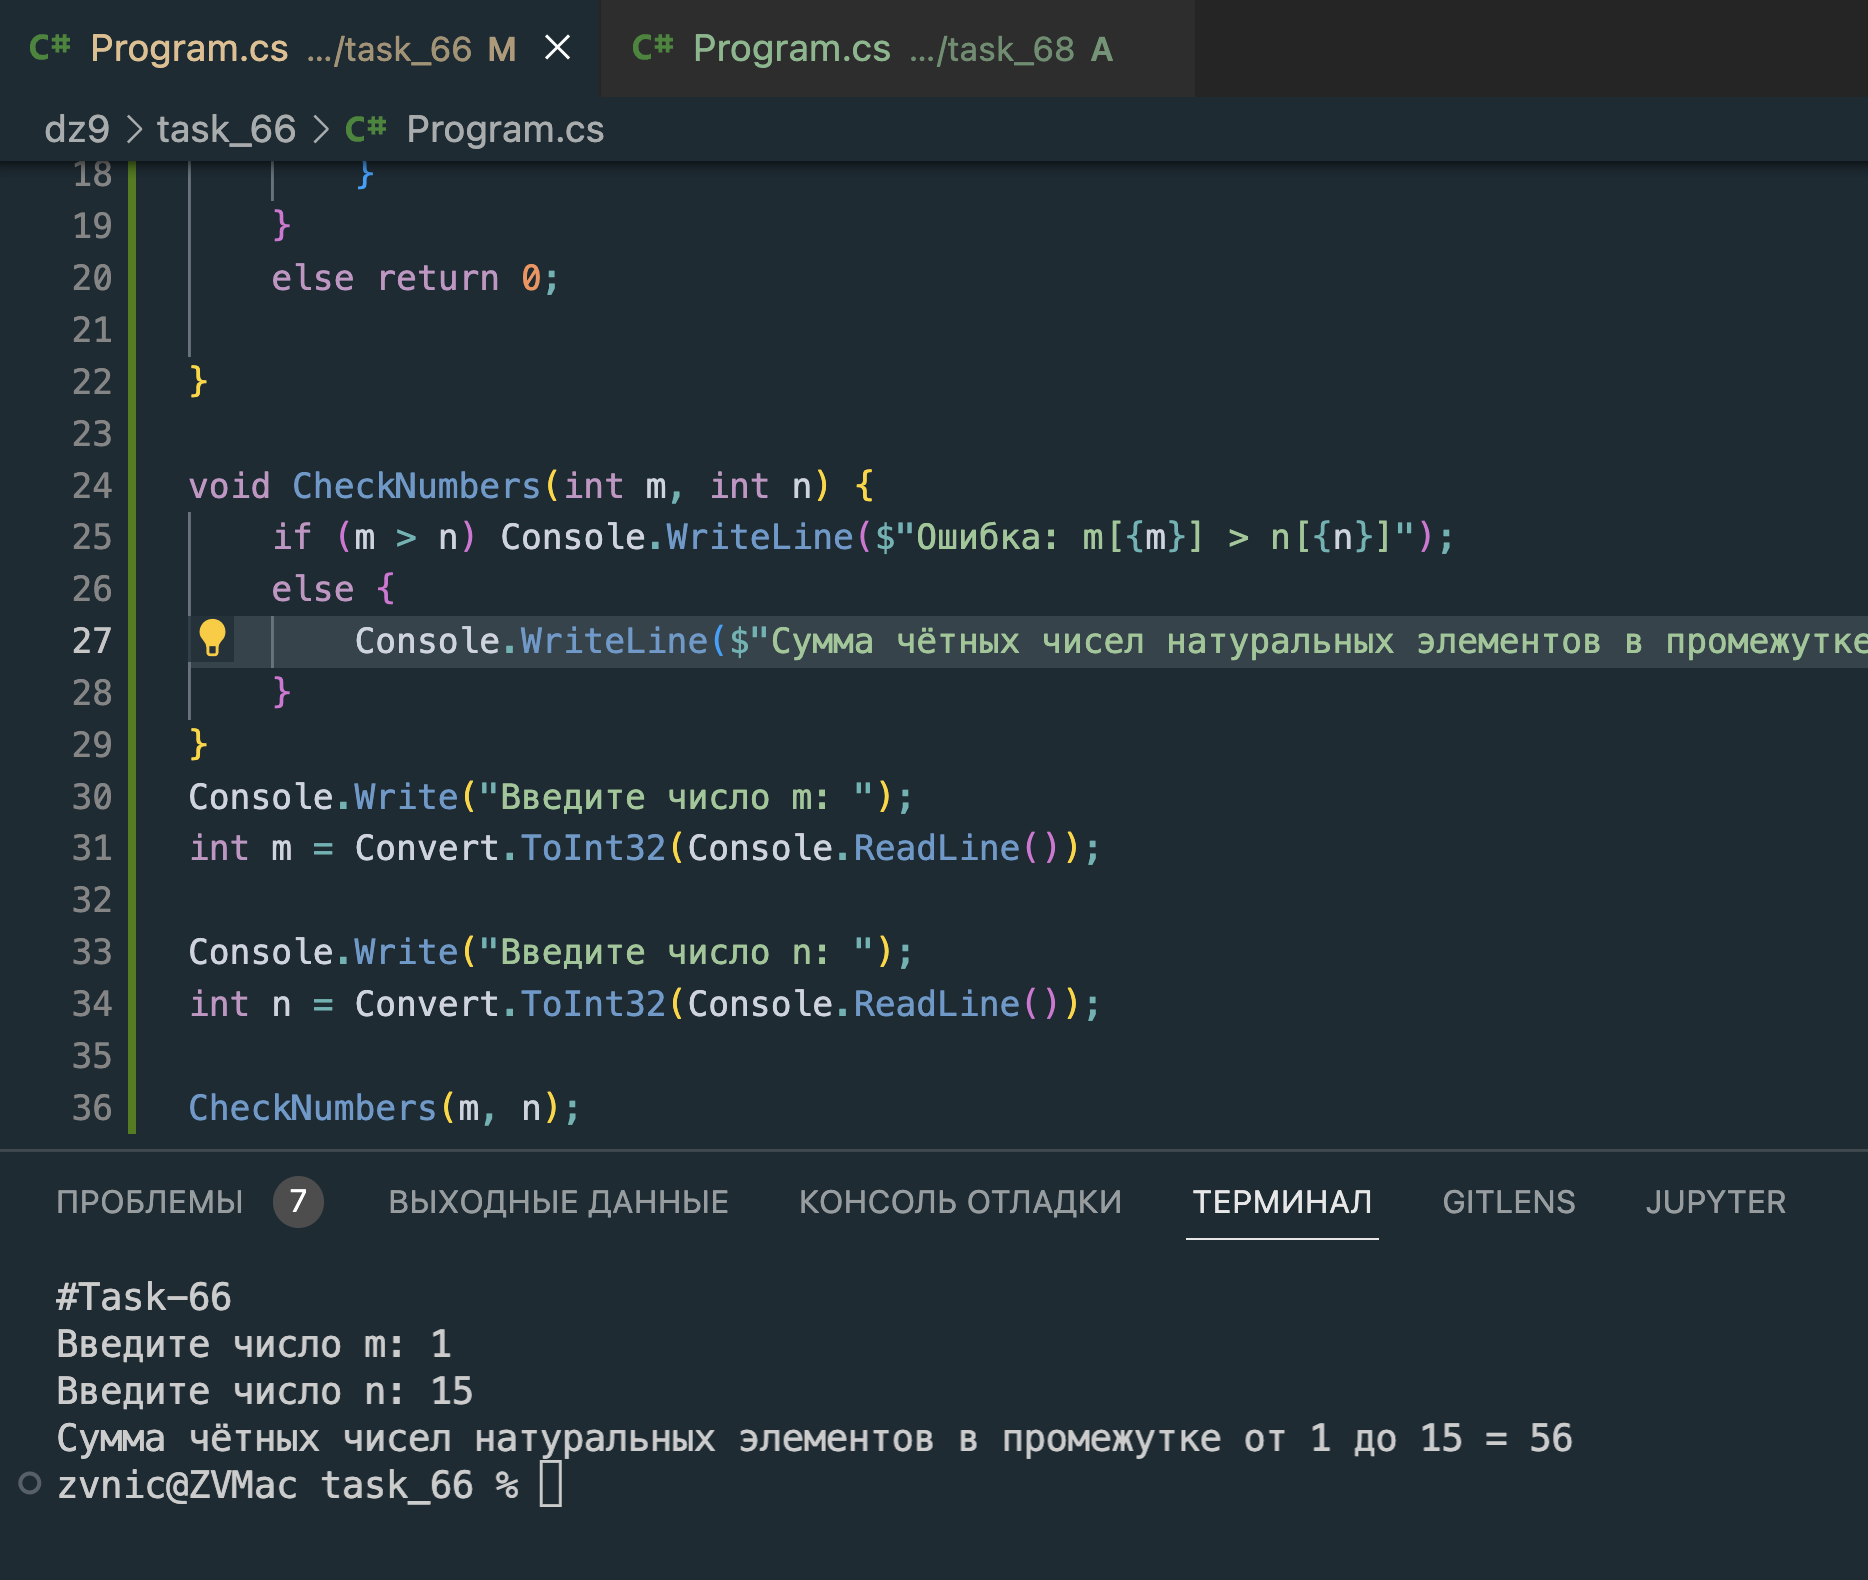 C# Program.cs .../task_66 M
C# Program.cs .../task_68 A
dz9 > task_66 > C# Program.cs
18 }
19 }
20 else return 0;
21
22 }
23
24 void CheckNumbers(int m, int n) {
25 if (m > n) Console.WriteLine($"Ошибка: m[{m}] > n[{n}]");
26 else {
27 Console.WriteLine($"Сумма чётных чисел натуральных элементов в промежутке
28 }
29 }
30 Console.Write("Введите число m: ");
31 int m = Convert.ToInt32(Console.ReadLine());
32
33 Console.Write("Введите число n: ");
34 int n = Convert.ToInt32(Console.ReadLine());
35
36 CheckNumbers(m, n);
ПРОБЛЕМЫ 7 ВЫХОДНЫЕ ДАННЫЕ КОНСОЛЬ ОТЛАДКИ ТЕРМИНАЛ GITLENS JUPYTER
#Task-66
Введите число m: 1
Введите число n: 15
Сумма чётных чисел натуральных элементов в промежутке от 1 до 15 = 56
zvnic@ZVMac task_66 %